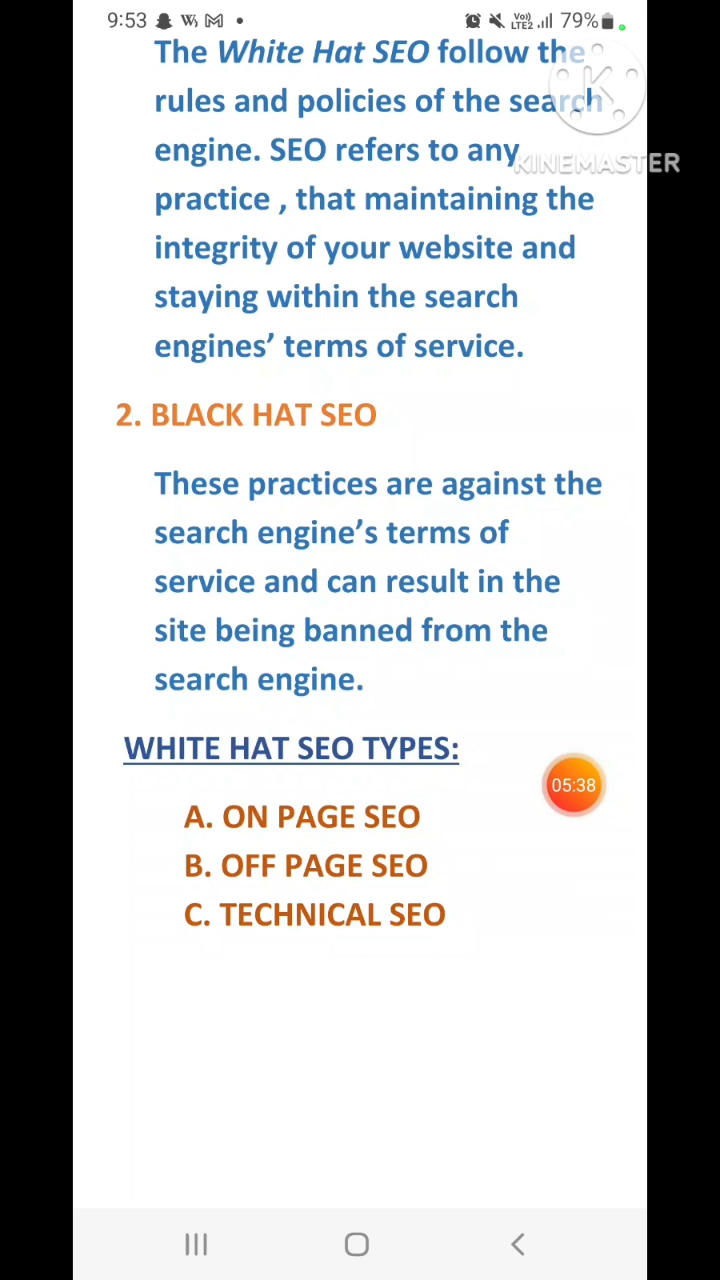 9:53 W M Vo)) LTE2 79%
The White Hat SEO follow the
rules and policies of the search
engine. SEO refers to any
KINEMASTER
practice , that maintaining the
integrity of your website and
staying within the search
engines’ terms of service.
2. BLACK HAT SEO
These practices are against the
search engine’s terms of
service and can result in the
site being banned from the
search engine.
WHITE HAT SEO TYPES:
05:38
A. ON PAGE SEO
B. OFF PAGE SEO
C. TECHNICAL SEO